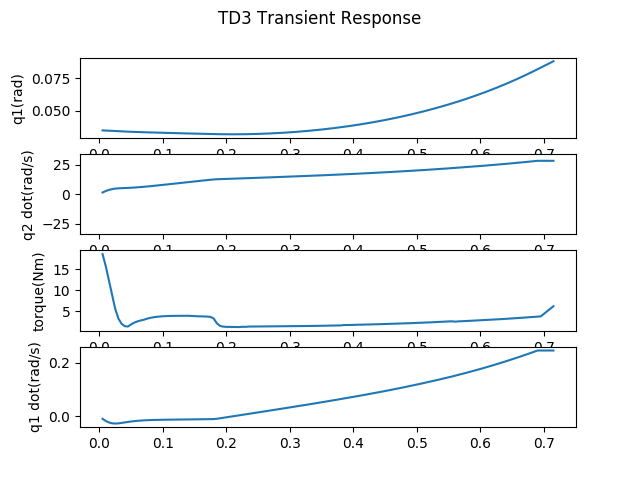 TD3 Transient Response
q1(rad)
0.075
0.050
0.0 0.1 0.2 0.3 0.4 0.5 0.6 0.7
q2 dot(rad/s)
25
0
−25
0.0 0.1 0.2 0.3 0.4 0.5 0.6 0.7
torque(Nm)
15
10
5
0.0 0.1 0.2 0.3 0.4 0.5 0.6 0.7
q1 dot(rad/s)
0.2
0.0
0.0 0.1 0.2 0.3 0.4 0.5 0.6 0.7